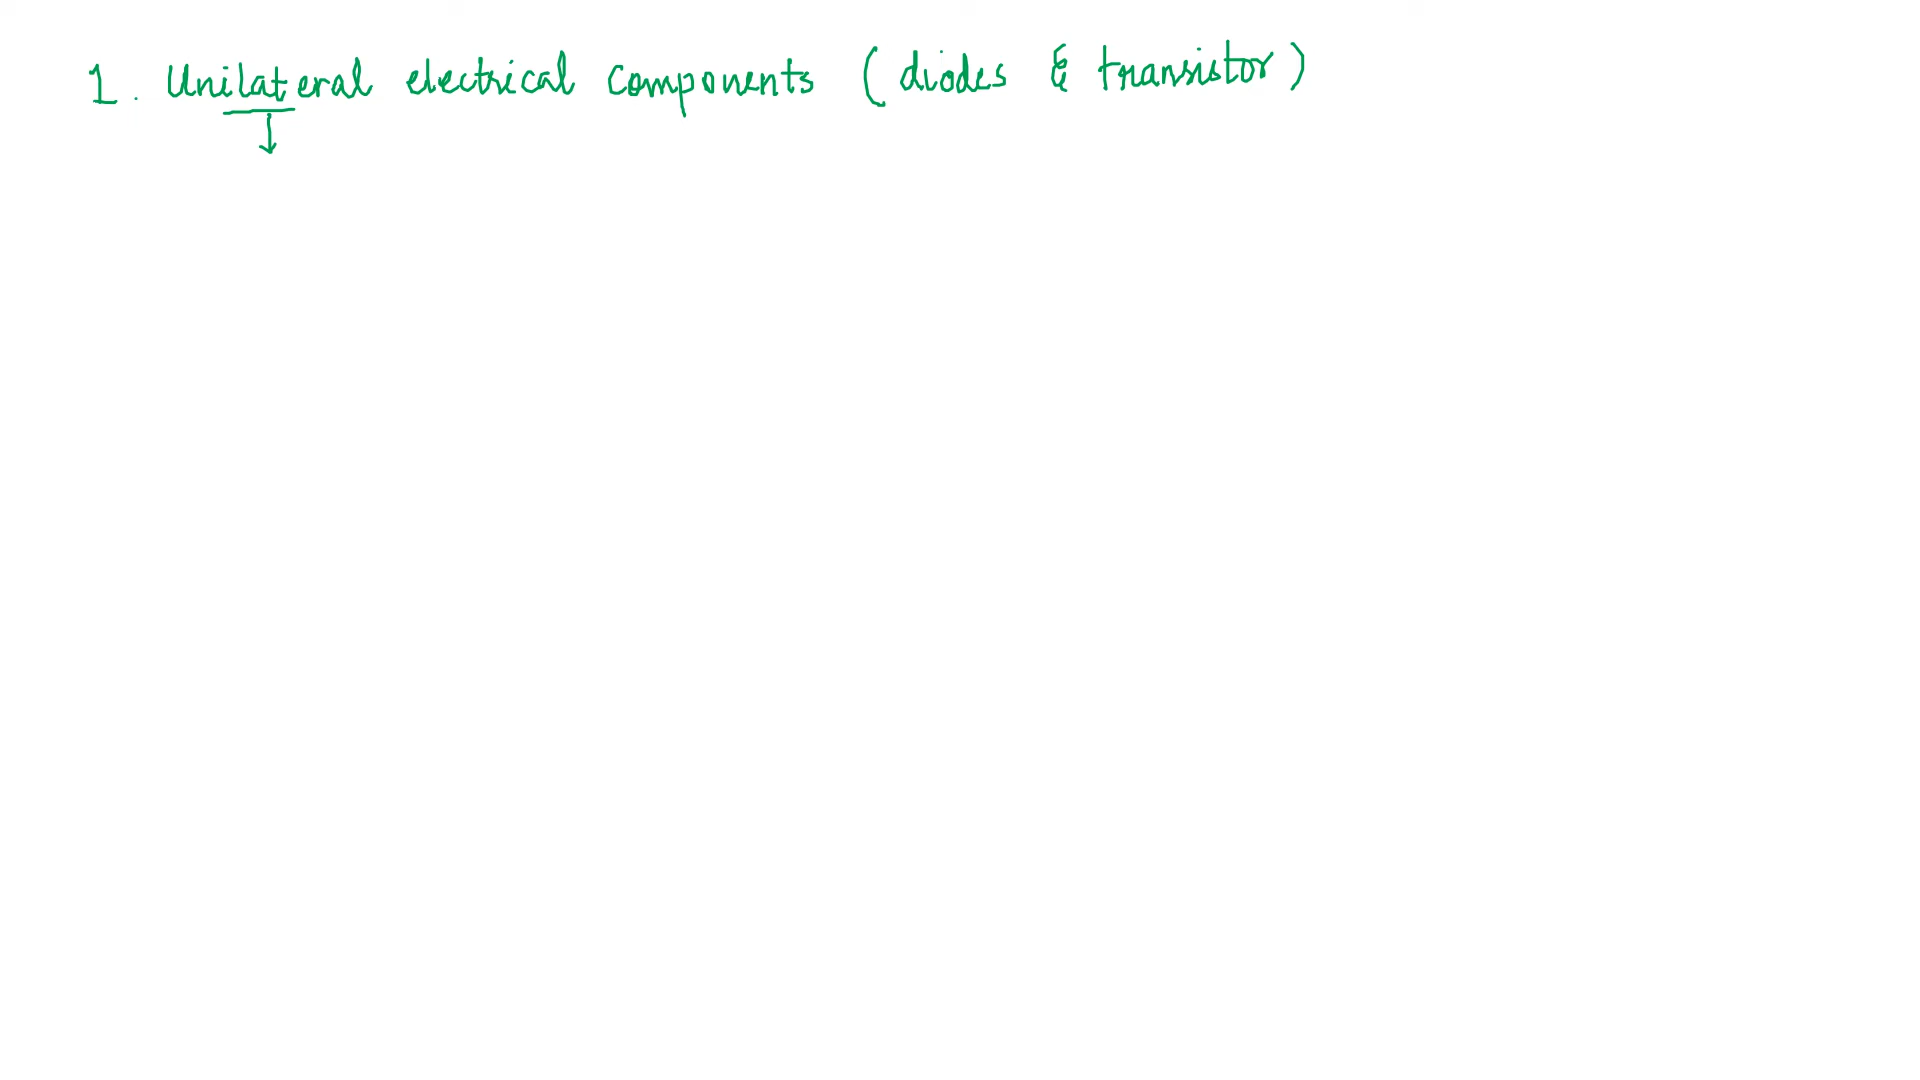 1. Unilateral electrical components (diodes & transistor)